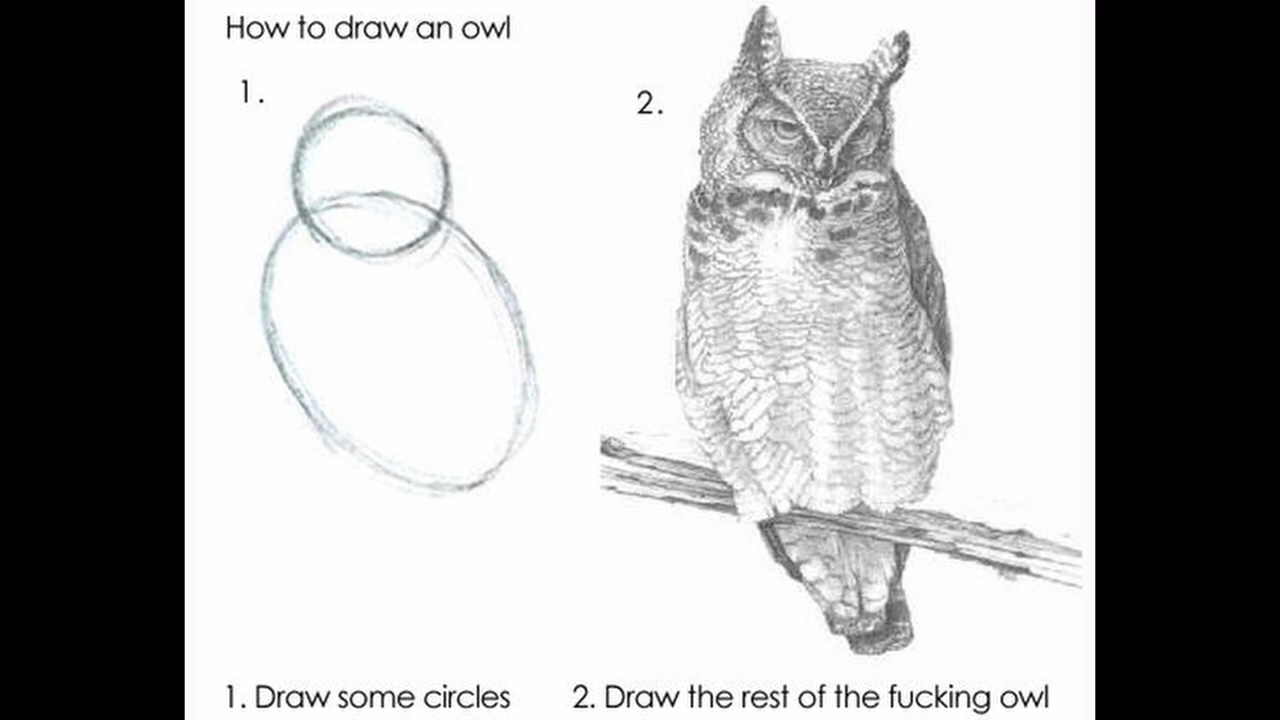 How to draw an owl
1.
2.
1. Draw some circles
2. Draw the rest of the fucking owl